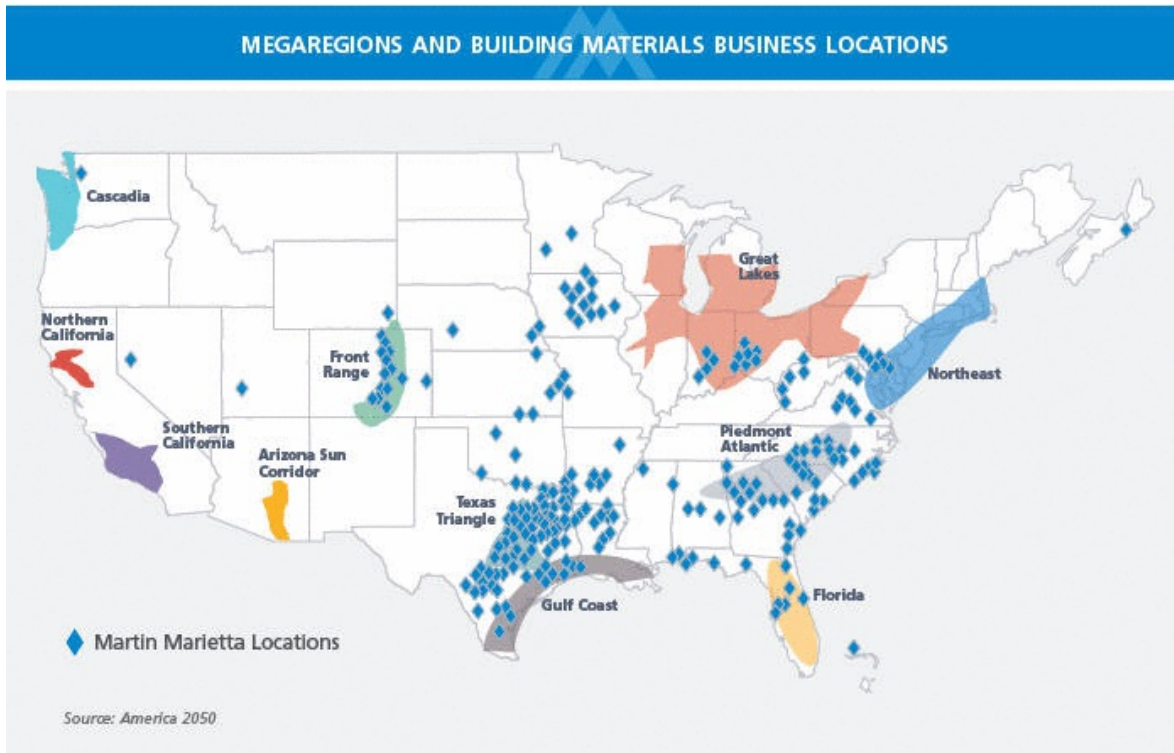 MEGAREGIONS AND BUILDING MATERIALS BUSINESS LOCATIONS
Cascadia
Great
Lakes
Northern
California
Front
Range
Northeast
Southern
California
Piedmont
Atlantic
Arizona Sun
Corridor
Texas
Triangle
Florida
Gulf Coast
Martin Marietta Locations
Source: America 2050